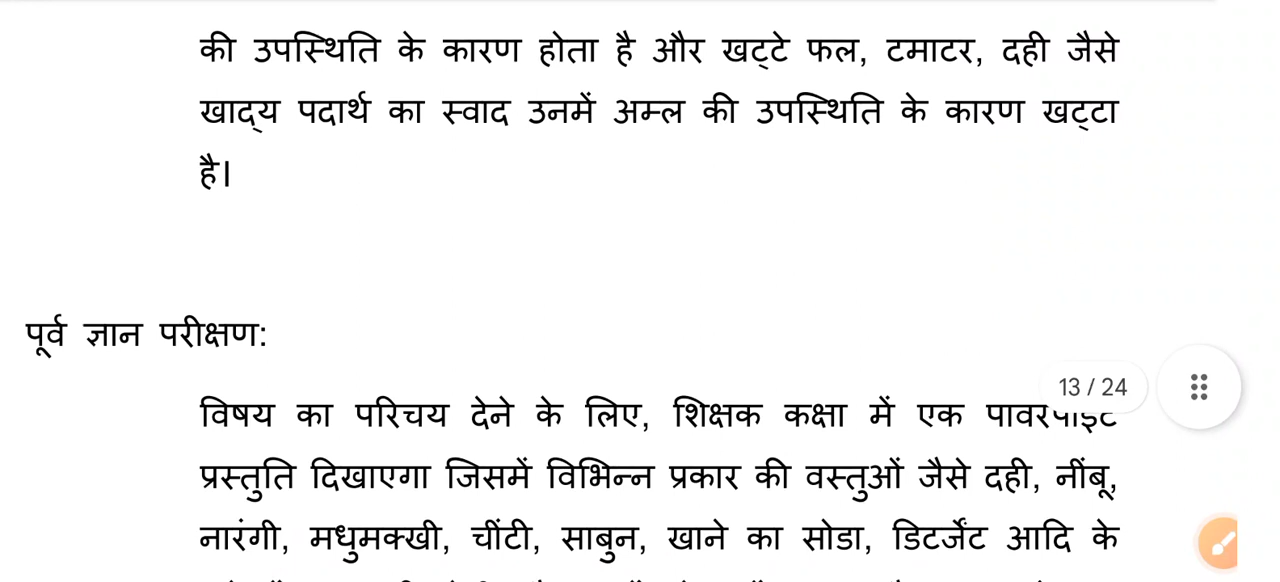 की उपस्थिति के कारण होता है और खट्टे फल, टमाटर, दही जैसे
खाद्य पदार्थ का स्वाद उनमें अम्ल की उपस्थिति के कारण खट्टा
है।
पूर्व ज्ञान परीक्षण:
13 / 24
विषय का परिचय देने के लिए, शिक्षक कक्षा में एक पावरपॉइंट
प्रस्तुति दिखाएगा जिसमें विभिन्न प्रकार की वस्तुओं जैसे दही, नींबू,
नारंगी, मधुमक्खी, चींटी, साबुन, खाने का सोडा, डिटर्जेंट आदि के